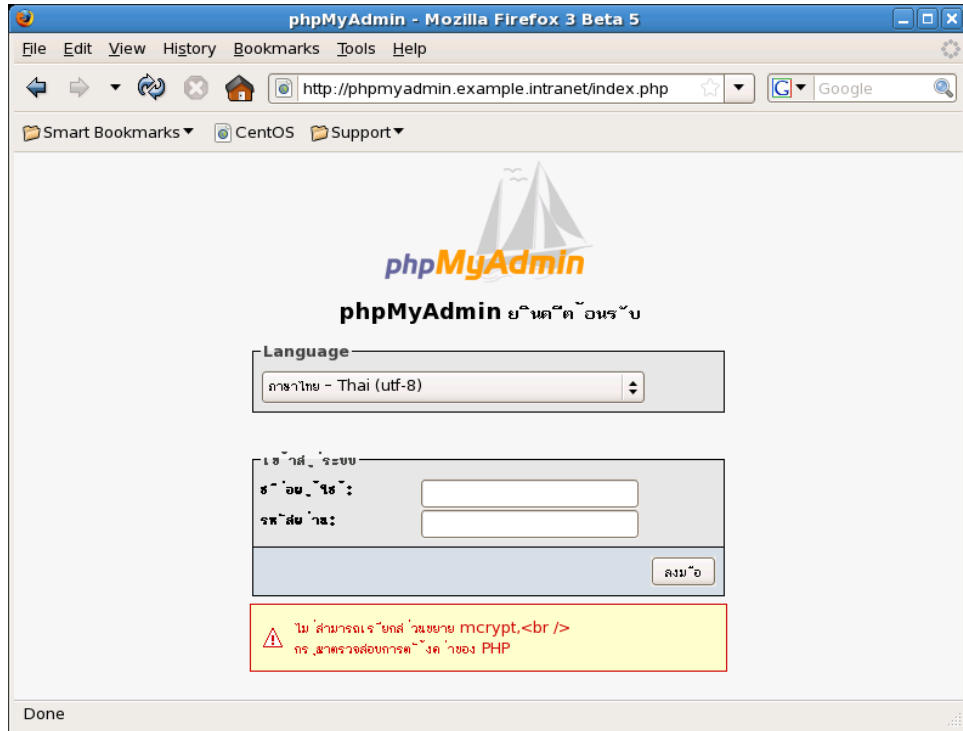 phpMyAdmin - Mozilla Firefox 3 Beta 5
File Edit View History Bookmarks Tools Help
http://phpmyadmin.example.intranet/index.php G Google
Smart Bookmarks CentOS Support
phpMyAdmin
phpMyAdmin ยินดีต้อนรับ
Language
ภาษาไทย - Thai (utf-8)
เข้าสู่ระบบ
ชื่อผู้ใช้:
รหัสผ่าน:
ลงมือ
ไม่สามารถเรียกส่วนขยาย mcrypt,<br />
กรุณาตรวจสอบการตั้งค่าของ PHP
Done